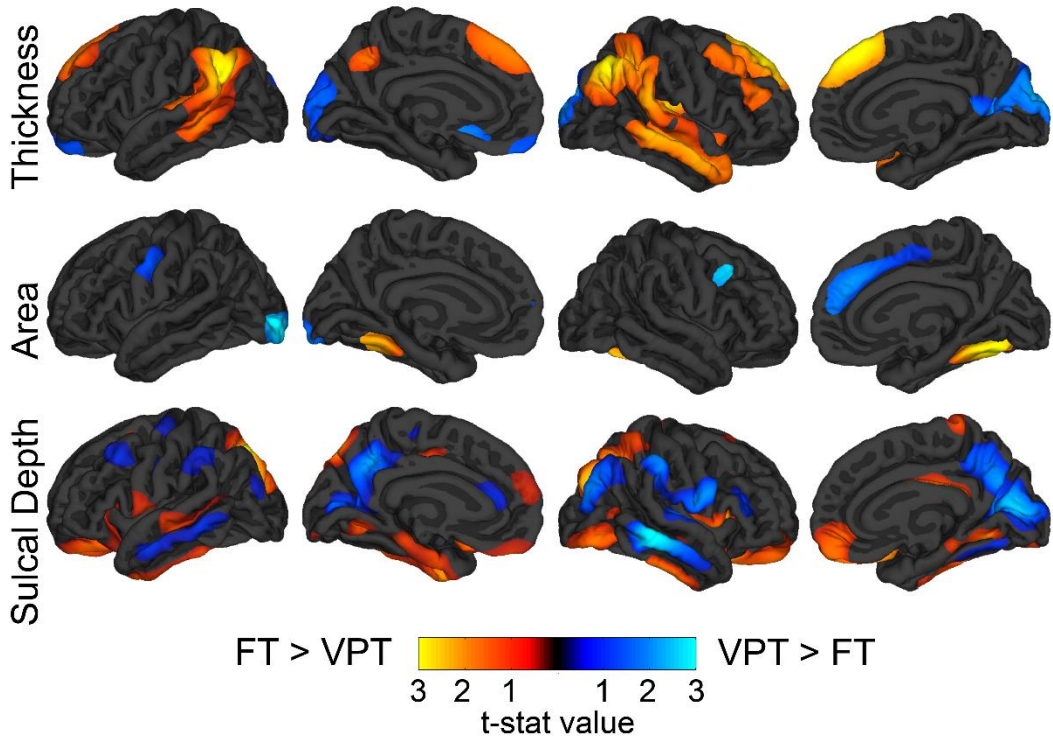 Thickness
Area
Sulcal Depth
FT > VPT
VPT > FT
3 2 1 1 2 3
t-stat value